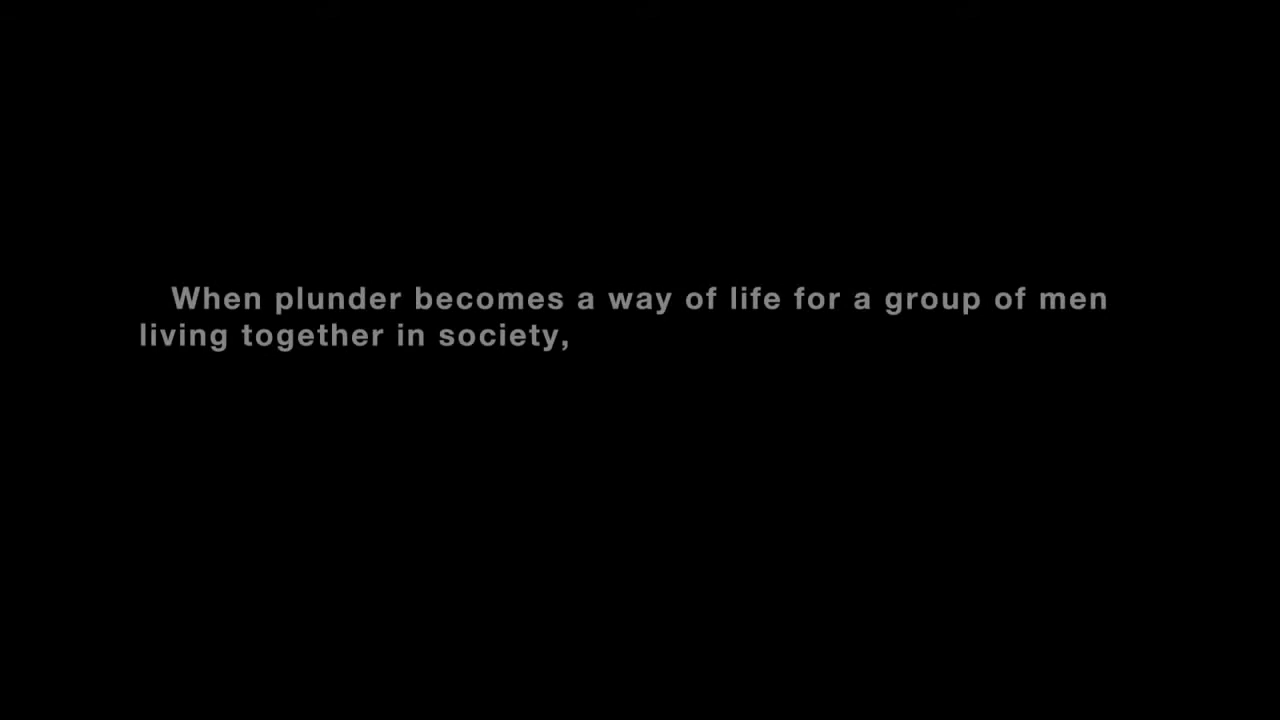 When plunder becomes a way of life for a group of men
living together in society,